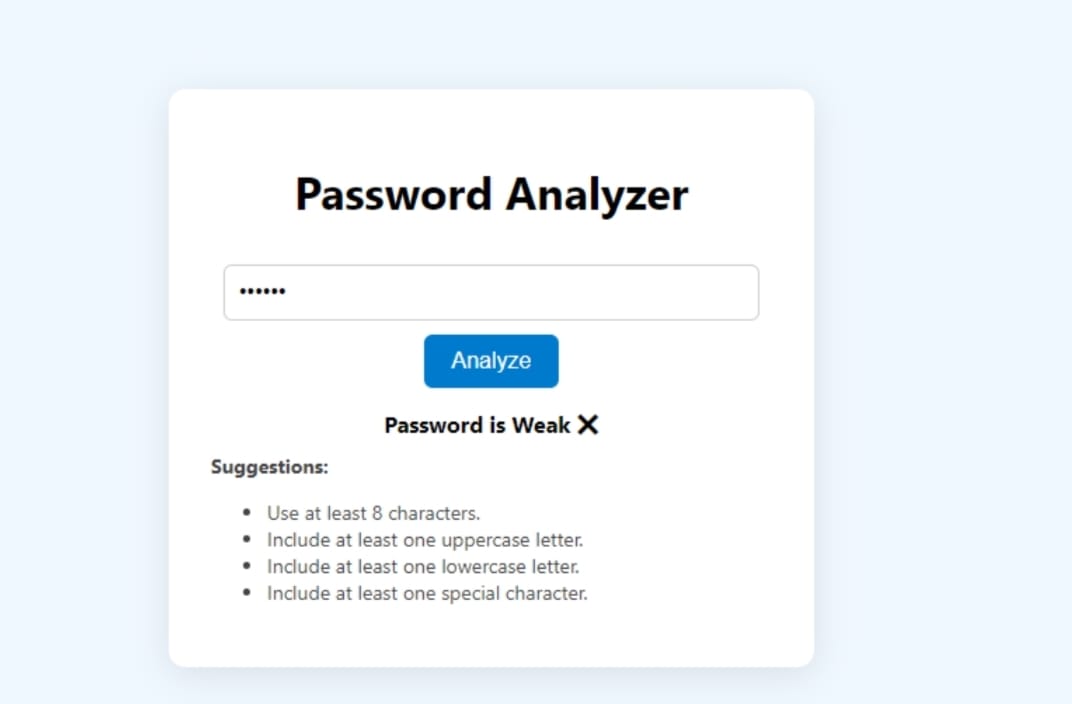 Password Analyzer
••••••
Analyze
Password is Weak ❌
Suggestions:
• Use at least 8 characters.
• Include at least one uppercase letter.
• Include at least one lowercase letter.
• Include at least one special character.